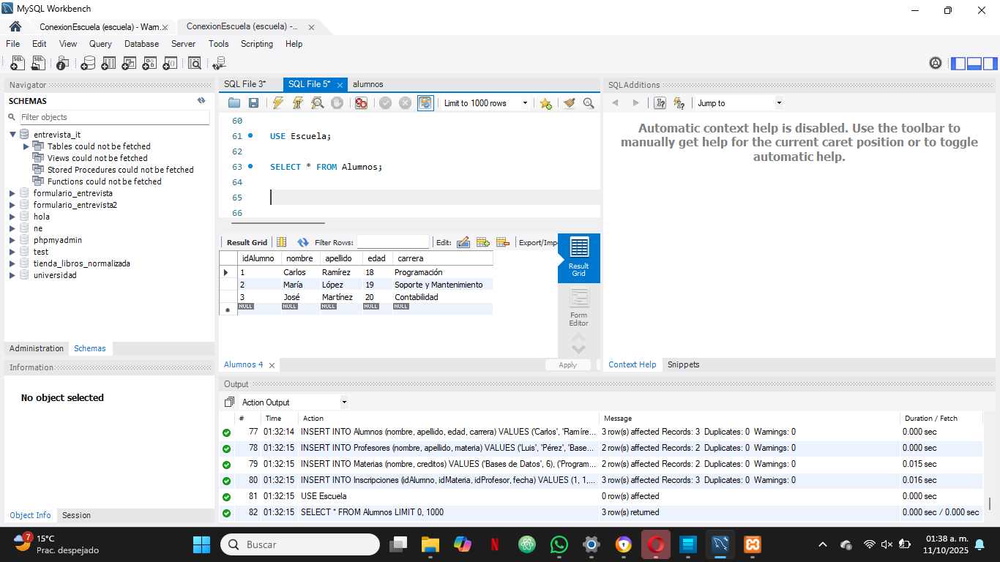 MySQL Workbench
ConexionEscuela (escuela) - Warn...
ConexionEscuela (escuela) -...
File Edit View Query Database Server Tools Scripting Help
Navigator
SCHEMAS
Filter objects
entrevista_it
Tables could not be fetched
Views could not be fetched
Stored Procedures could not be fetched
Functions could not be fetched
formulario_entrevista
formulario_entrevista2
hola
ne
phpmyadmin
test
tienda_libros_normalizada
universidad
Administration Schemas
Information
No object selected
Object Info Session
SQL File 3* SQL File 5* alumnos
Limit to 1000 rows
60
61 USE Escuela;
62
63 SELECT * FROM Alumnos;
64
65
66
Result Grid Filter Rows: Edit: Export/Imp
idAlumno nombre apellido edad carrera
1 Carlos Ramírez 18 Programación
2 María López 19 Soporte y Mantenimiento
3 José Martínez 20 Contabilidad
NULL NULL NULL NULL NULL
Result
Grid
Form
Editor
Alumnos 4
Apply
SQLAdditions
Jump to
Automatic context help is disabled. Use the toolbar to
manually get help for the current caret position or to toggle
automatic help.
Context Help Snippets
Output
Action Output
# Time Action Message Duration / Fetch
77 01:32:14 INSERT INTO Alumnos (nombre, apellido, edad, carrera) VALUES ('Carlos', 'Ramíre... 3 row(s) affected Records: 3 Duplicates: 0 Warnings: 0 0.000 sec
78 01:32:15 INSERT INTO Profesores (nombre, apellido, materia) VALUES ('Luis', 'Pérez', 'Base... 2 row(s) affected Records: 2 Duplicates: 0 Warnings: 0 0.000 sec
79 01:32:15 INSERT INTO Materias (nombre, creditos) VALUES ('Bases de Datos', 6), ('Program... 2 row(s) affected Records: 2 Duplicates: 0 Warnings: 0 0.015 sec
80 01:32:15 INSERT INTO Inscripciones (idAlumno, idMateria, idProfesor, fecha) VALUES (1, 1,... 3 row(s) affected Records: 3 Duplicates: 0 Warnings: 0 0.016 sec
81 01:32:15 USE Escuela 0 row(s) affected 0.000 sec
82 01:32:15 SELECT * FROM Alumnos LIMIT 0, 1000 3 row(s) returned 0.000 sec / 0.000 sec
7
15°C
Prac. despejado
Buscar
01:38 a. m.
11/10/2025